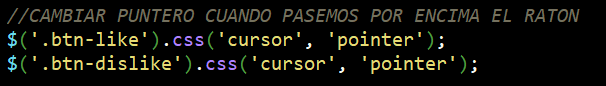 //CAMBIAR PUNTERO CUANDO PASEMOS POR ENCIMA EL RATON
$('.btn-like').css('cursor', 'pointer');
$('.btn-dislike').css('cursor', 'pointer');